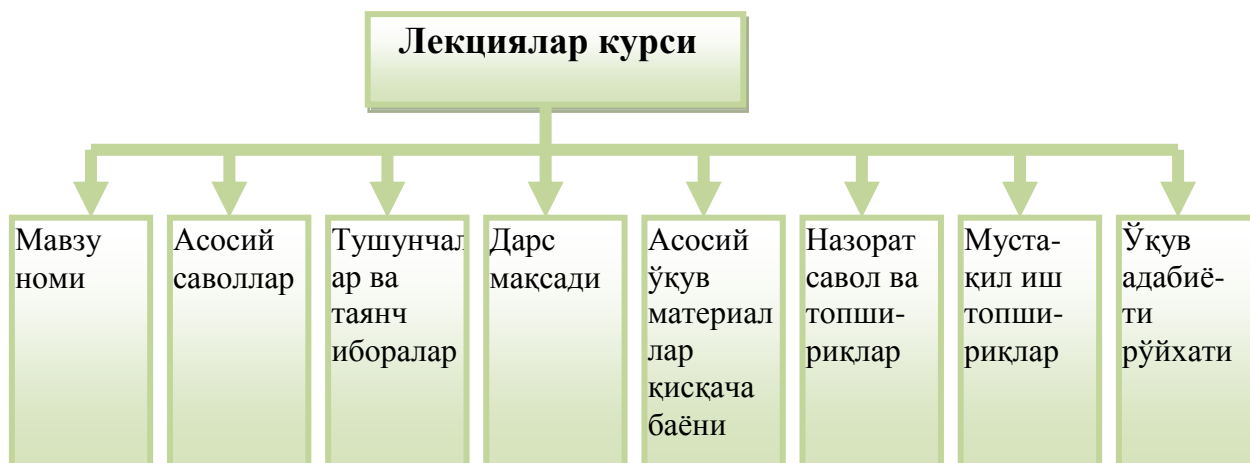 Лекциялар курси
Мавзу
номи
Асосий
саволлар
Тушунчал
ар ва
таянч
иборалар
Дарс
мақсади
Асосий
ўқув
материал
лар
қисқача
баёни
Назорат
савол ва
топши-
риқлар
Муста-
қил иш
топши-
риқлар
Ўқув
адабиё-
ти
рўйхати